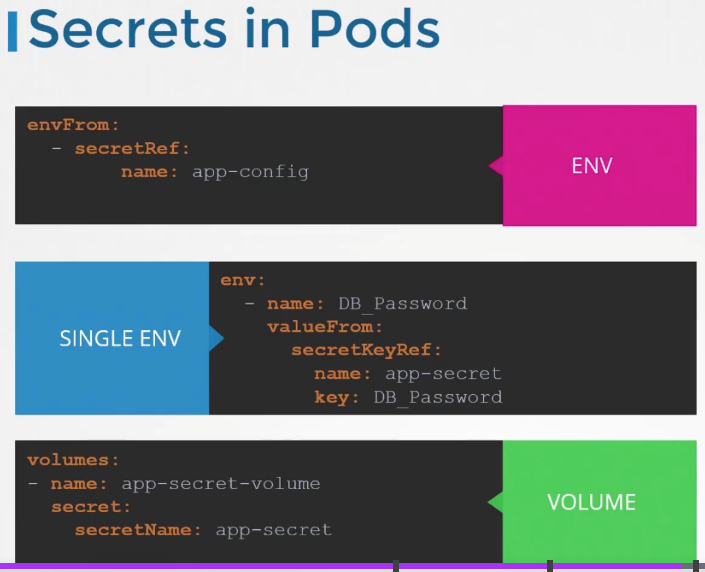 Secrets in Pods
envFrom:
  - secretRef:
        name: app-config
ENV
SINGLE ENV
env:
  - name: DB_Password
    valueFrom:
      secretKeyRef:
        name: app-secret
        key: DB_Password
volumes:
- name: app-secret-volume
  secret:
    secretName: app-secret
VOLUME